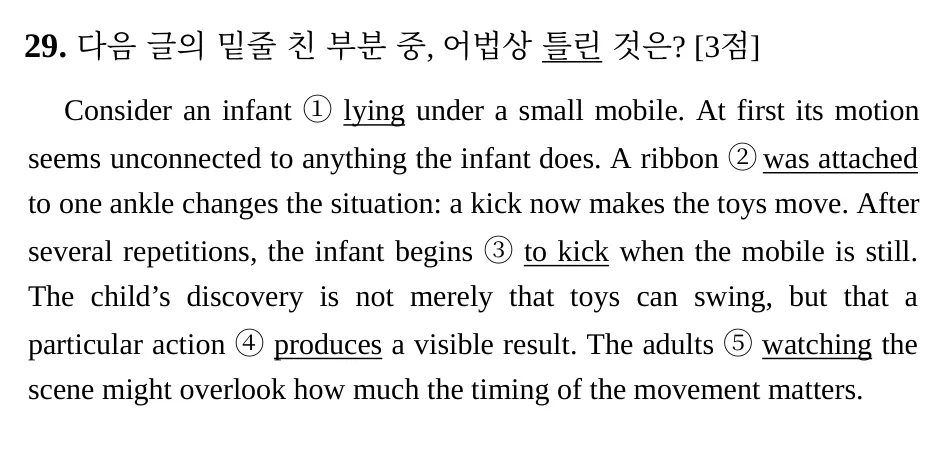 29. 다음 글의 밑줄 친 부분 중, 어법상 틀린 것은? [3점]
Consider an infant ① lying under a small mobile. At first its motion
seems unconnected to anything the infant does. A ribbon ② was attached
to one ankle changes the situation: a kick now makes the toys move. After
several repetitions, the infant begins ③ to kick when the mobile is still.
The child’s discovery is not merely that toys can swing, but that a
particular action ④ produces a visible result. The adults ⑤ watching the
scene might overlook how much the timing of the movement matters.